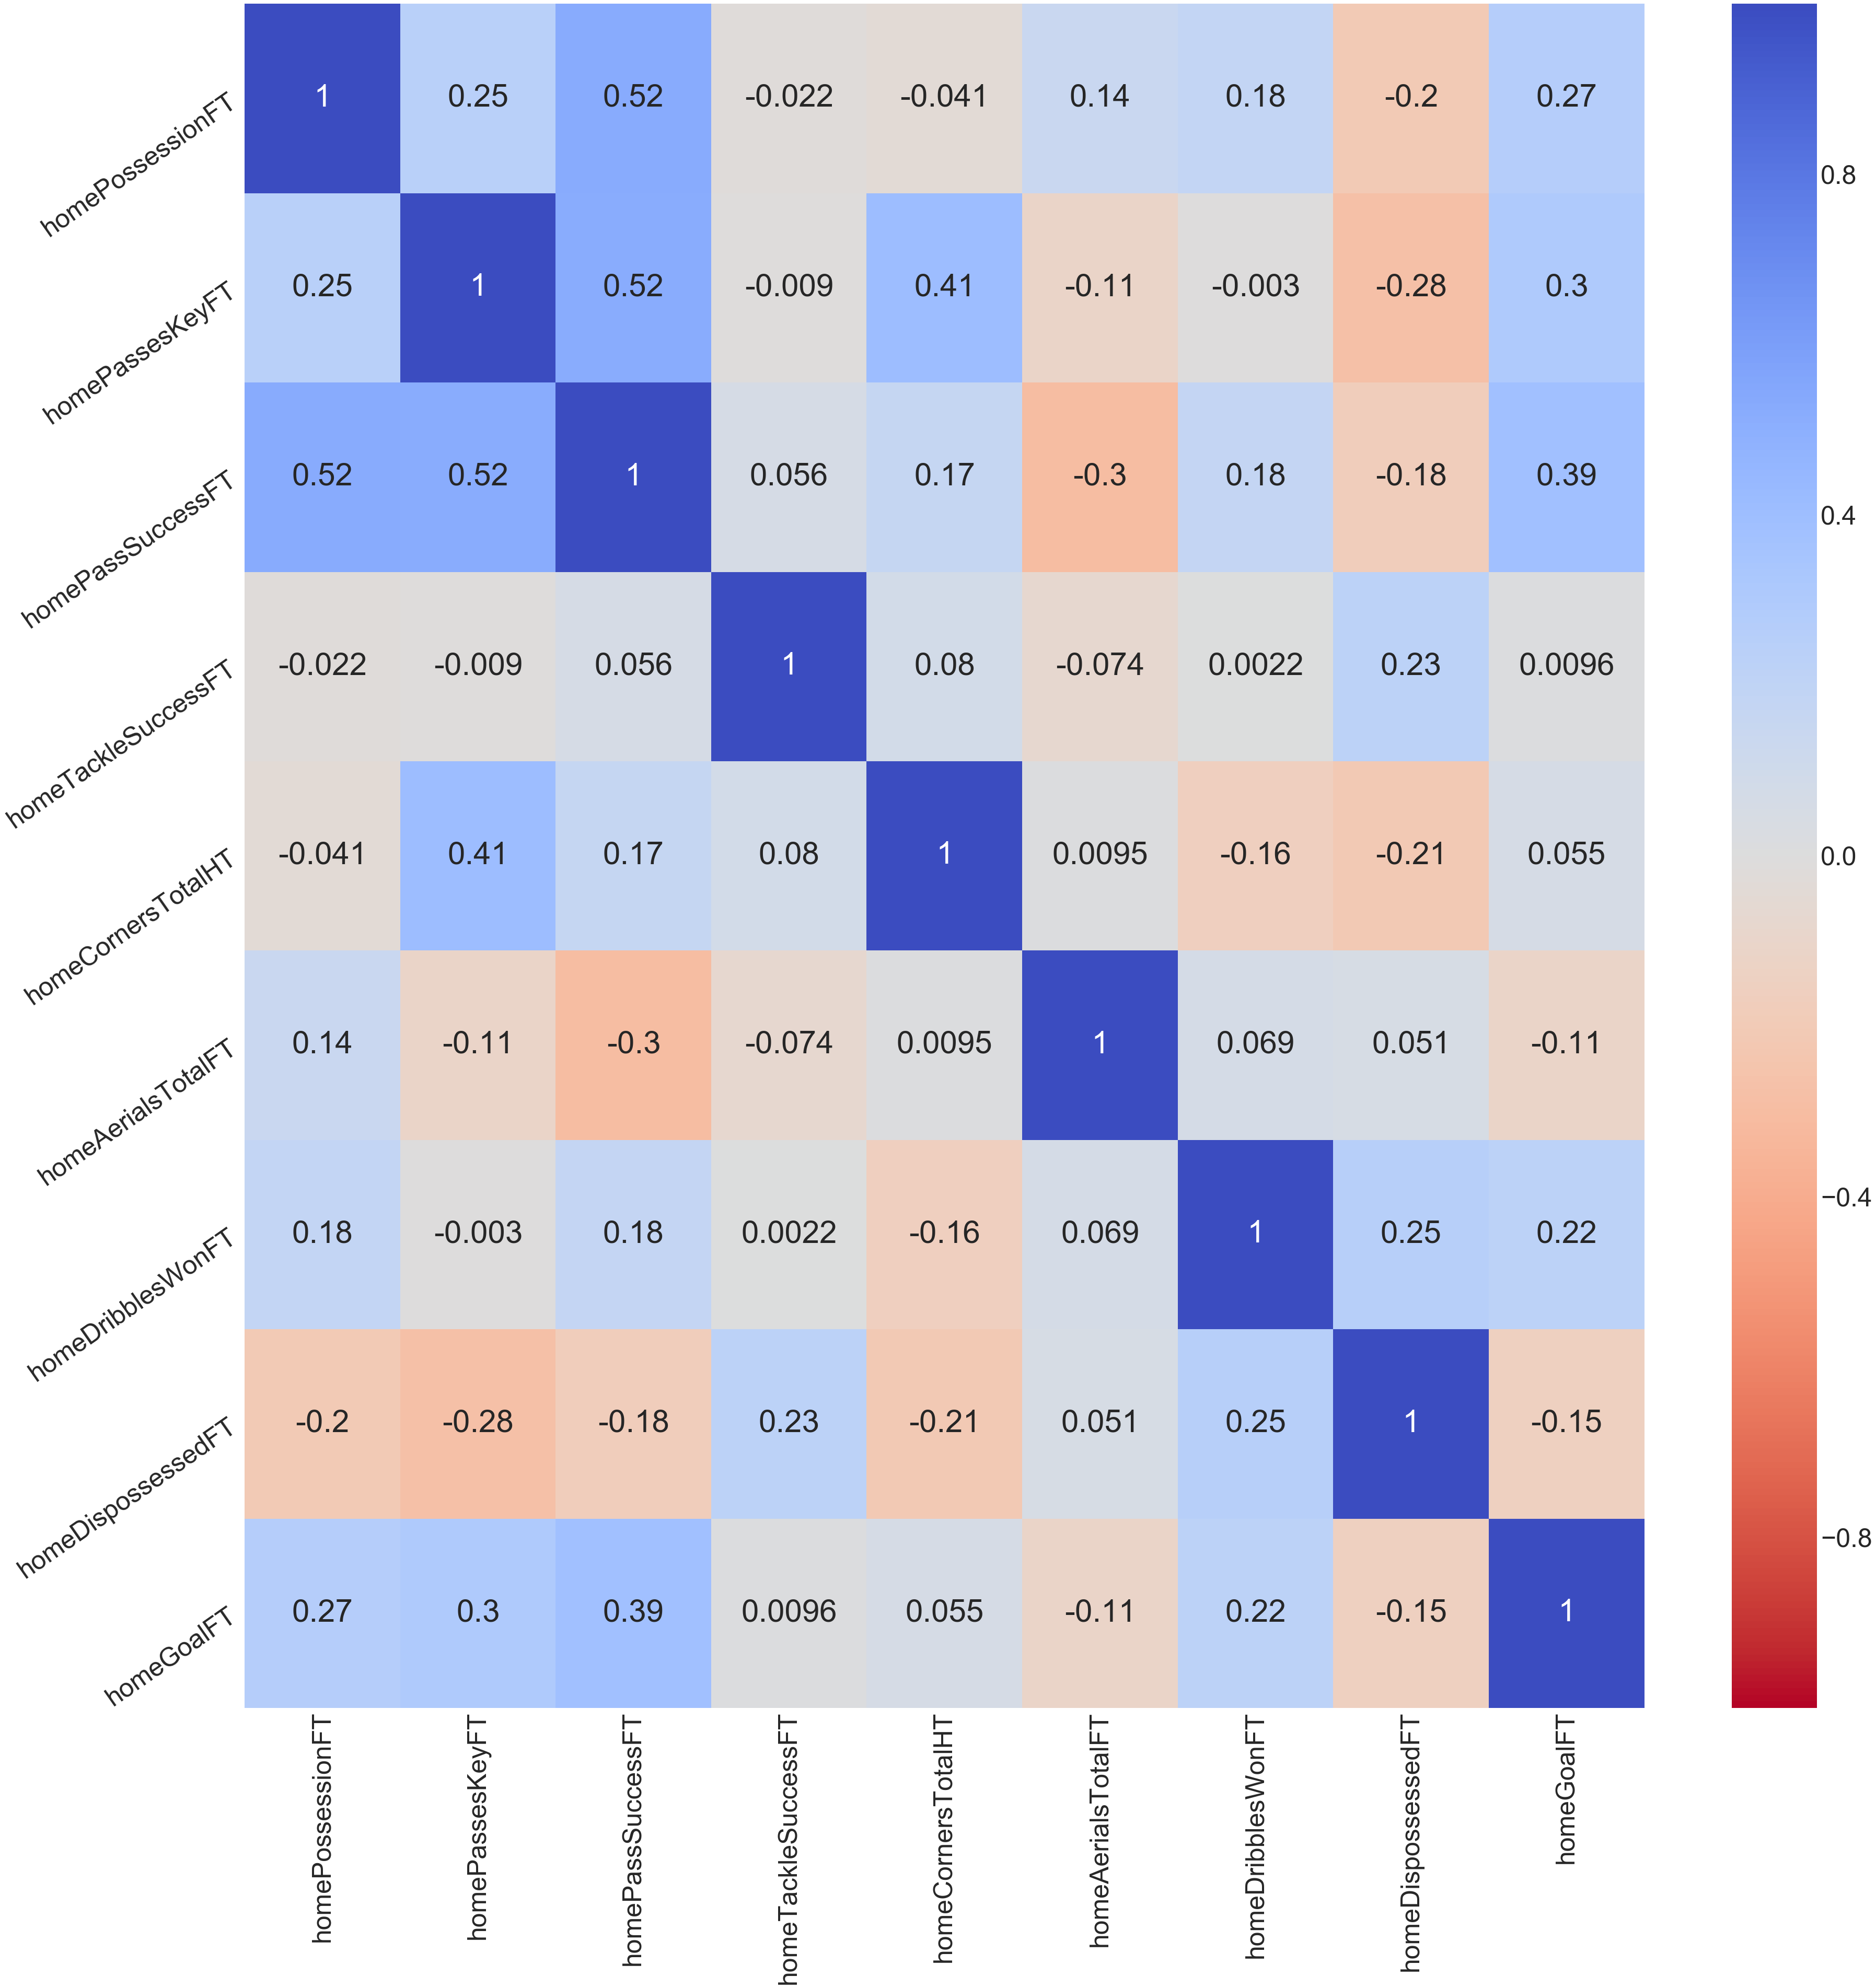 homePossessionFT 1 0.25 0.52 -0.022 -0.041 0.14 0.18 -0.2 0.27
homePassesKeyFT 0.25 1 0.52 -0.009 0.41 -0.11 -0.003 -0.28 0.3
homePassSuccessFT 0.52 0.52 1 0.056 0.17 -0.3 0.18 -0.18 0.39
homeTackleSuccessFT -0.022 -0.009 0.056 1 0.08 -0.074 0.0022 0.23 0.0096
homeCornersTotalHT -0.041 0.41 0.17 0.08 1 0.0095 -0.16 -0.21 0.055
homeAerialsTotalFT 0.14 -0.11 -0.3 -0.074 0.0095 1 0.069 0.051 -0.11
homeDribblesWonFT 0.18 -0.003 0.18 0.0022 -0.16 0.069 1 0.25 0.22
homeDispossessedFT -0.2 -0.28 -0.18 0.23 -0.21 0.051 0.25 1 -0.15
homeGoalFT 0.27 0.3 0.39 0.0096 0.055 -0.11 0.22 -0.15 1
homePossessionFT
homePassesKeyFT
homePassSuccessFT
homeTackleSuccessFT
homeCornersTotalHT
homeAerialsTotalFT
homeDribblesWonFT
homeDispossessedFT
homeGoalFT
0.8
0.4
0.0
−0.4
−0.8